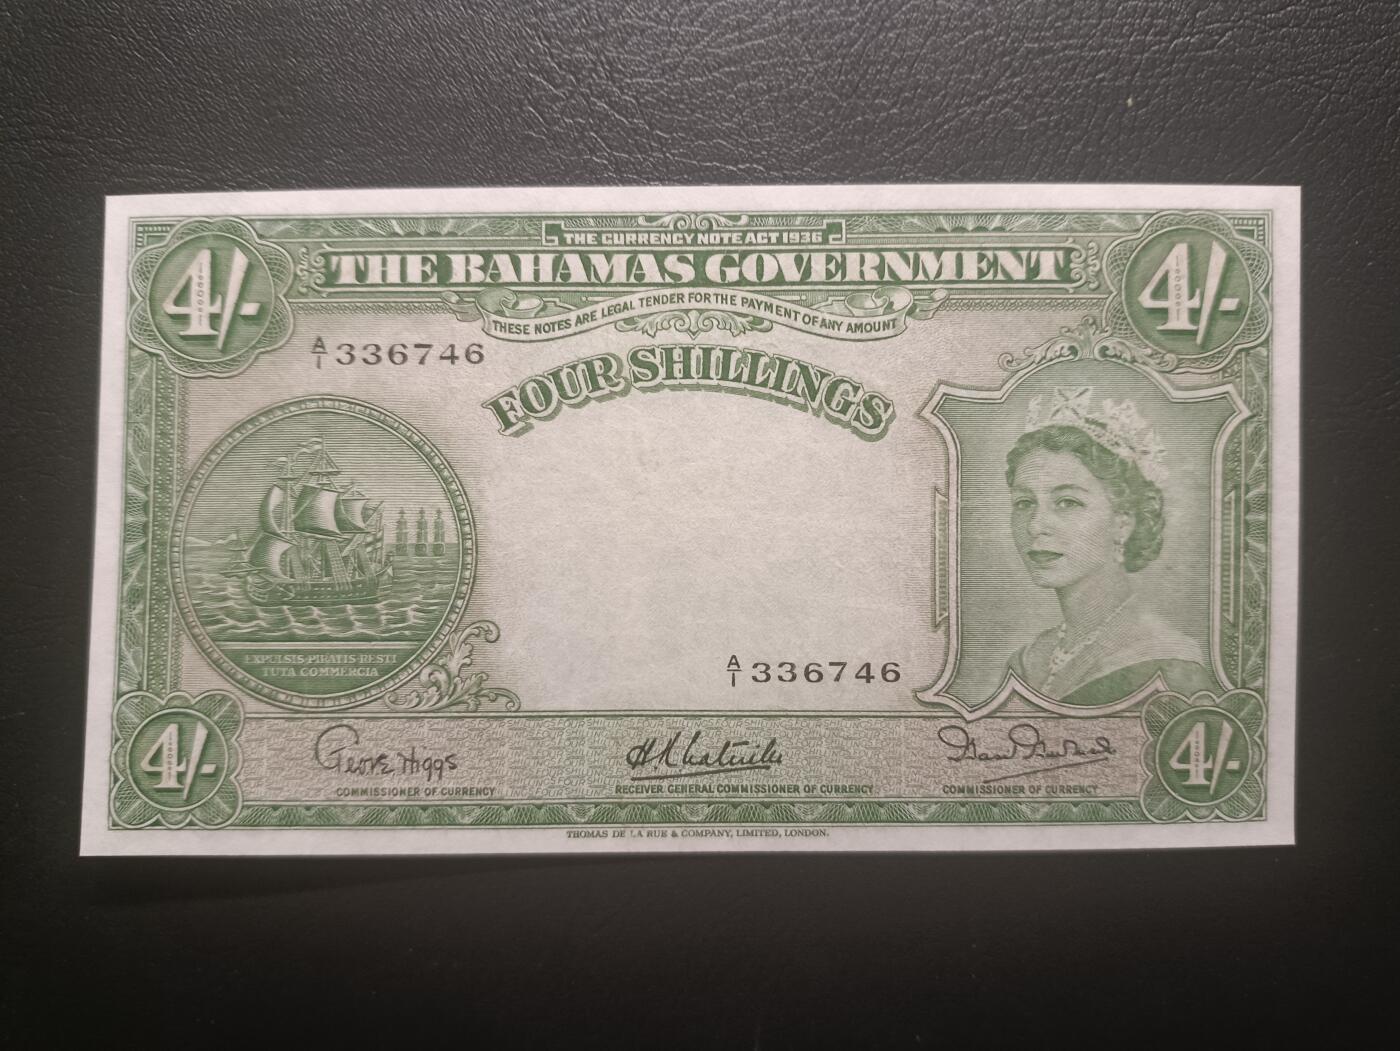 THE CURRENCY NOTE ACT 1936
THE BAHAMAS GOVERNMENT
4/-
4/-
THESE NOTES ARE LEGAL TENDER FOR THE PAYMENT OF ANY AMOUNT
A/1 336746
FOUR SHILLINGS
EXPULSIS PIRATIS RESTI
TUTA COMMERCIA
A/1 336746
4/-
4/-
George Higgs
COMMISSIONER OF CURRENCY
RECEIVER GENERAL COMMISSIONER OF CURRENCY
COMMISSIONER OF CURRENCY
THOMAS DE LA RUE & COMPANY, LIMITED, LONDON.